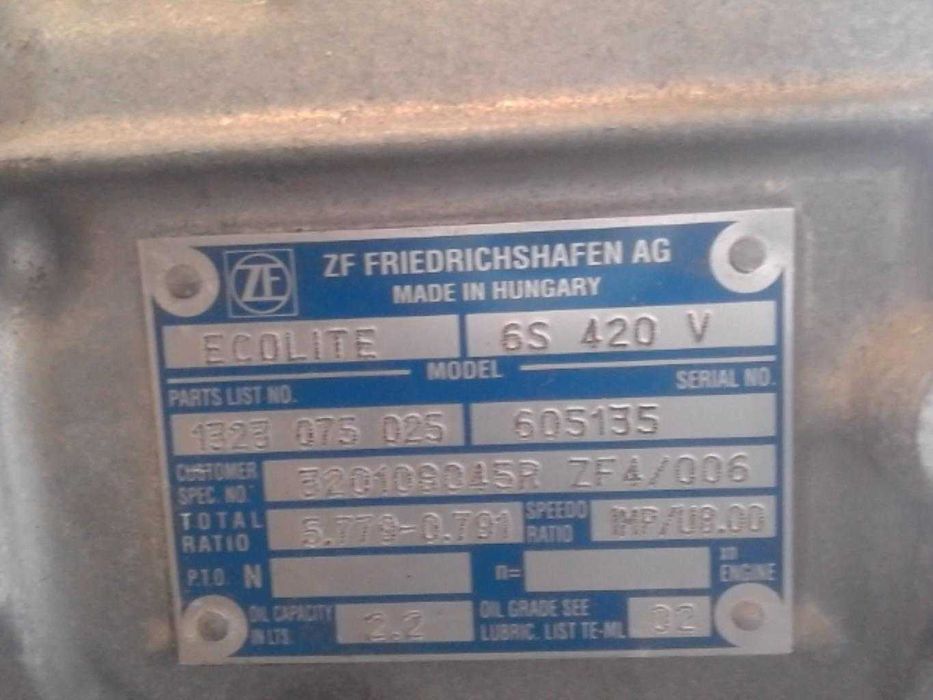 ZF
ZF FRIEDRICHSHAFEN AG
MADE IN HUNGARY
ECOLITE 6S 420 V
MODEL
PARTS LIST NO. SERIAL NO.
1323 075 025 605135
CUSTOMER SPEC. NO. 320109045R ZF4/006
TOTAL RATIO 5.779-0.791 SPEEDO RATIO IMP/U8.00
P.T.O. N n= xn ENGINE
OIL CAPACITY IN LTS. 2.2 OIL GRADE SEE LUBRIC. LIST TE-ML 02